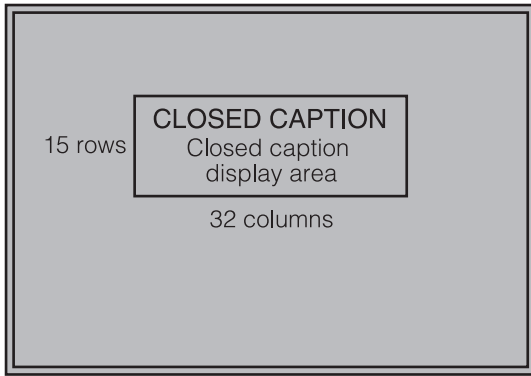 CLOSED CAPTION
15 rows
Closed caption
display area
32 columns